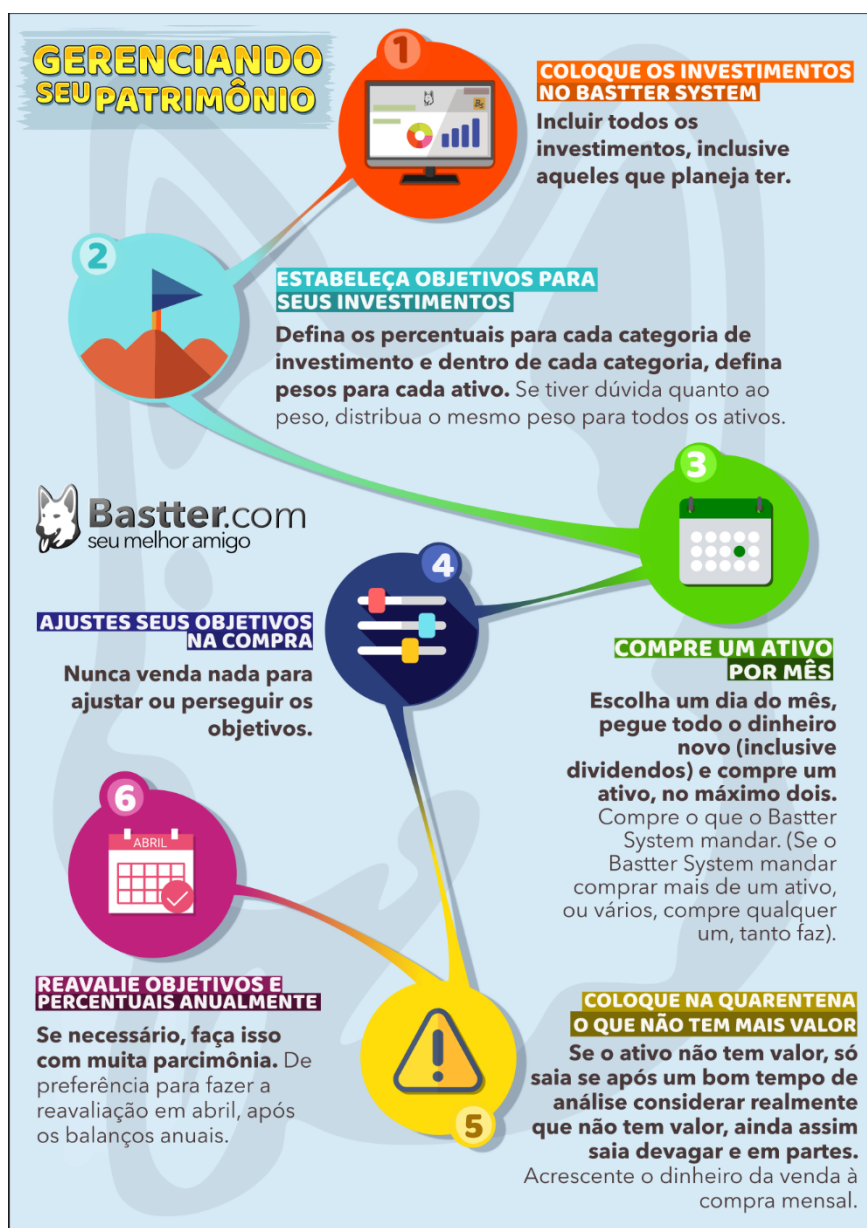 GERENCIANDO
SEU PATRIMÔNIO
1
COLOQUE OS INVESTIMENTOS
NO BASTTER SYSTEM
Incluir todos os
investimentos, inclusive
aqueles que planeja ter.
2
ESTABELEÇA OBJETIVOS PARA
SEUS INVESTIMENTOS
Defina os percentuais para cada categoria de
investimento e dentro de cada categoria, defina
pesos para cada ativo. Se tiver dúvida quanto ao
peso, distribua o mesmo peso para todos os ativos.
Bastter.com
seu melhor amigo
3
COMPRE UM ATIVO
POR MÊS
Escolha um dia do mês,
pegue todo o dinheiro
novo (inclusive
dividendos) e compre um
ativo, no máximo dois.
Compre o que o Bastter
System mandar. (Se o
Bastter System mandar
comprar mais de um ativo,
ou vários, compre qualquer
um, tanto faz).
4
AJUSTES SEUS OBJETIVOS
NA COMPRA
Nunca venda nada para
ajustar ou perseguir os
objetivos.
5
COLOQUE NA QUARENTENA
O QUE NÃO TEM MAIS VALOR
Se o ativo não tem valor, só
saia se após um bom tempo de
análise considerar realmente
que não tem valor, ainda assim
saia devagar e em partes.
Acrescente o dinheiro da venda à
compra mensal.
6
ABRIL
REAVALIE OBJETIVOS E
PERCENTUAIS ANUALMENTE
Se necessário, faça isso
com muita parcimônia. De
preferência para fazer a
reavaliação em abril, após
os balanços anuais.